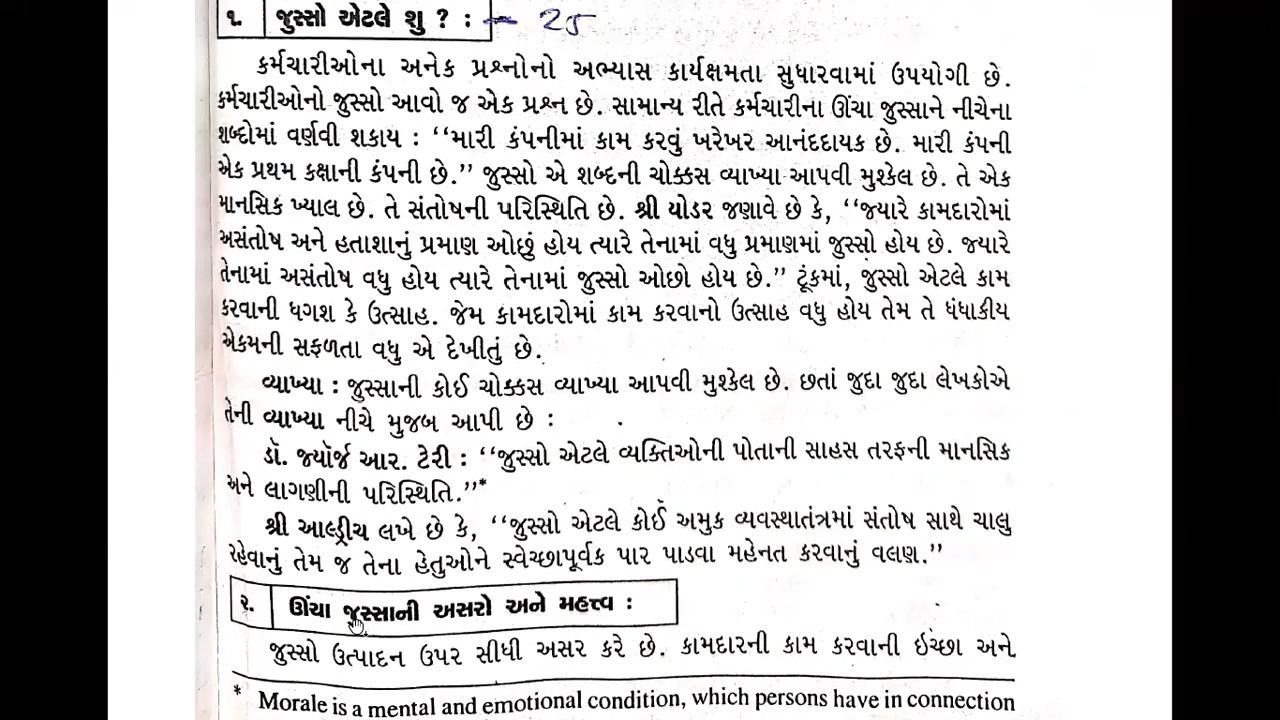 ૧. જુસ્સો એટલે શુ ? : - 25
કર્મચારીઓના અનેક પ્રશ્નોનો અભ્યાસ કાર્યક્ષમતા સુધારવામાં ઉપયોગી છે.
કર્મચારીઓનો જુસ્સો આવો જ એક પ્રશ્ન છે. સામાન્ય રીતે કર્મચારીના ઊંચા જુસ્સાને નીચેના
શબ્દોમાં વર્ણવી શકાય : ‘‘મારી કંપનીમાં કામ કરવું ખરેખર આનંદદાયક છે. મારી કંપની
એક પ્રથમ કક્ષાની કંપની છે.’’ જુસ્સો એ શબ્દની ચોક્કસ વ્યાખ્યા આપવી મુશ્કેલ છે. તે એક
માનસિક ખ્યાલ છે. તે સંતોષની પરિસ્થિતિ છે. શ્રી યોડર જણાવે છે કે, ‘‘જ્યારે કામદારોમાં
અસંતોષ અને હતાશાનું પ્રમાણ ઓછું હોય ત્યારે તેનામાં વધુ પ્રમાણમાં જુસ્સો હોય છે. જ્યારે
તેનામાં અસંતોષ વધુ હોય ત્યારે તેનામાં જુસ્સો ઓછો હોય છે.’’ ટૂંકમાં, જુસ્સો એટલે કામ
કરવાની ધગશ કે ઉત્સાહ. જેમ કામદારોમાં કામ કરવાનો ઉત્સાહ વધુ હોય તેમ તે ધંધાકીય
એકમની સફળતા વધુ એ દેખીતું છે.
વ્યાખ્યા : જુસ્સાની કોઈ ચોક્કસ વ્યાખ્યા આપવી મુશ્કેલ છે. છતાં જુદા જુદા લેખકોએ
તેની વ્યાખ્યા નીચે મુજબ આપી છે :
ડૉ. જ્યૉર્જ આર. ટેરી : ‘‘જુસ્સો એટલે વ્યક્તિઓની પોતાની સાહસ તરફની માનસિક
અને લાગણીની પરિસ્થિતિ.’’*
શ્રી આલ્ડ્રીચ લખે છે કે, ‘‘જુસ્સો એટલે કોઈ અમુક વ્યવસ્થાતંત્રમાં સંતોષ સાથે ચાલુ
રહેવાનું તેમ જ તેના હેતુઓને સ્વેચ્છાપૂર્વક પાર પાડવા મહેનત કરવાનું વલણ.’’
૨. ઊંચા જુસ્સાની અસરો અને મહત્ત્વ :
જુસ્સો ઉત્પાદન ઉપર સીધી અસર કરે છે. કામદારની કામ કરવાની ઇચ્છા અને
* Morale is a mental and emotional condition, which persons have in connection